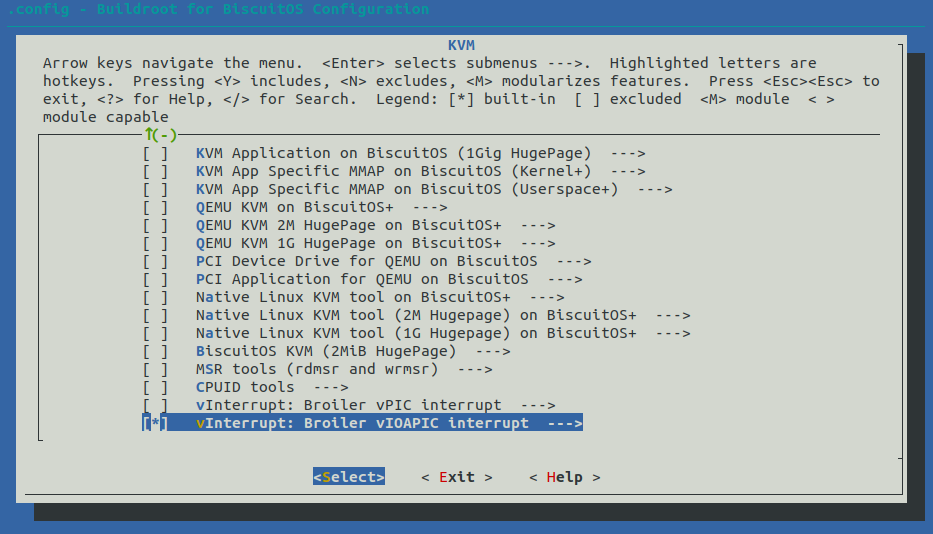 .config - Buildroot for BiscuitOS Configuration
KVM
Arrow keys navigate the menu.  <Enter> selects submenus --->.  Highlighted letters are
hotkeys.  Pressing <Y> includes, <N> excludes, <M> modularizes features.  Press <Esc><Esc> to
exit, <?> for Help, </> for Search.  Legend: [*] built-in  [ ] excluded  <M> module  < >
module capable
↑(-)
[ ]   KVM Application on BiscuitOS (1Gig HugePage)  --->
[ ]   KVM App Specific MMAP on BiscuitOS (Kernel+)  --->
[ ]   KVM App Specific MMAP on BiscuitOS (Userspace+)  --->
[ ]   QEMU KVM on BiscuitOS+  --->
[ ]   QEMU KVM 2M HugePage on BiscuitOS+  --->
[ ]   QEMU KVM 1G HugePage on BiscuitOS+  --->
[ ]   PCI Device Drive for QEMU on BiscuitOS  --->
[ ]   PCI Application for QEMU on BiscuitOS  --->
[ ]   Native Linux KVM tool on BiscuitOS+  --->
[ ]   Native Linux KVM tool (2M Hugepage) on BiscuitOS+  --->
[ ]   Native Linux KVM tool (1G Hugepage) on BiscuitOS+  --->
[ ]   BiscuitOS KVM (2MiB HugePage)  --->
[ ]   MSR tools (rdmsr and wrmsr)  --->
[ ]   CPUID tools  --->
[ ]   vInterrupt: Broiler vPIC interrupt  --->
[*]   vInterrupt: Broiler vIOAPIC interrupt  --->
<Select>    < Exit >    < Help >